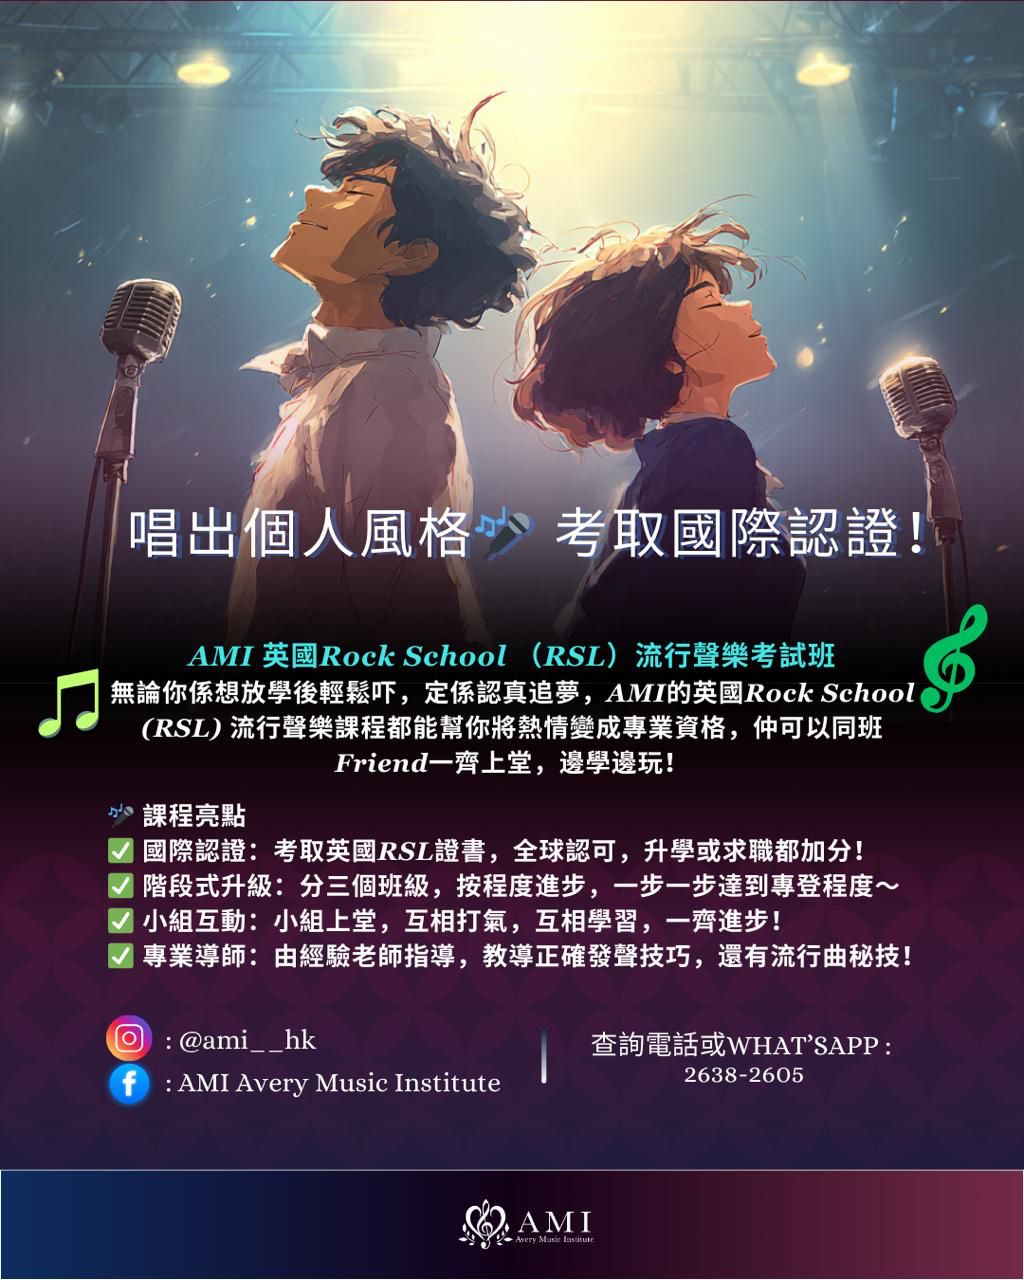 唱出個人風格🎤 考取國際認證！
AMI 英國Rock School （RSL）流行聲樂考試班
無論你係想放學後輕鬆吓，定係認真追夢，AMI的英國Rock School
(RSL) 流行聲樂課程都能幫你將熱情變成專業資格，仲可以同班
Friend一齊上堂，邊學邊玩！
🎤 課程亮點
✅ 國際認證：考取英國RSL證書，全球認可，升學或求職都加分！
✅ 階段式升級：分三個班級，按程度進步，一步一步達到專登程度～
✅ 小組互動：小組上堂，互相打氣，互相學習，一齊進步！
✅ 專業導師：由經驗老師指導，教導正確發聲技巧，還有流行曲秘技！
: @ami__hk
: AMI Avery Music Institute
查詢電話或WHAT’SAPP :
2638-2605
AMI
Avery Music Institute